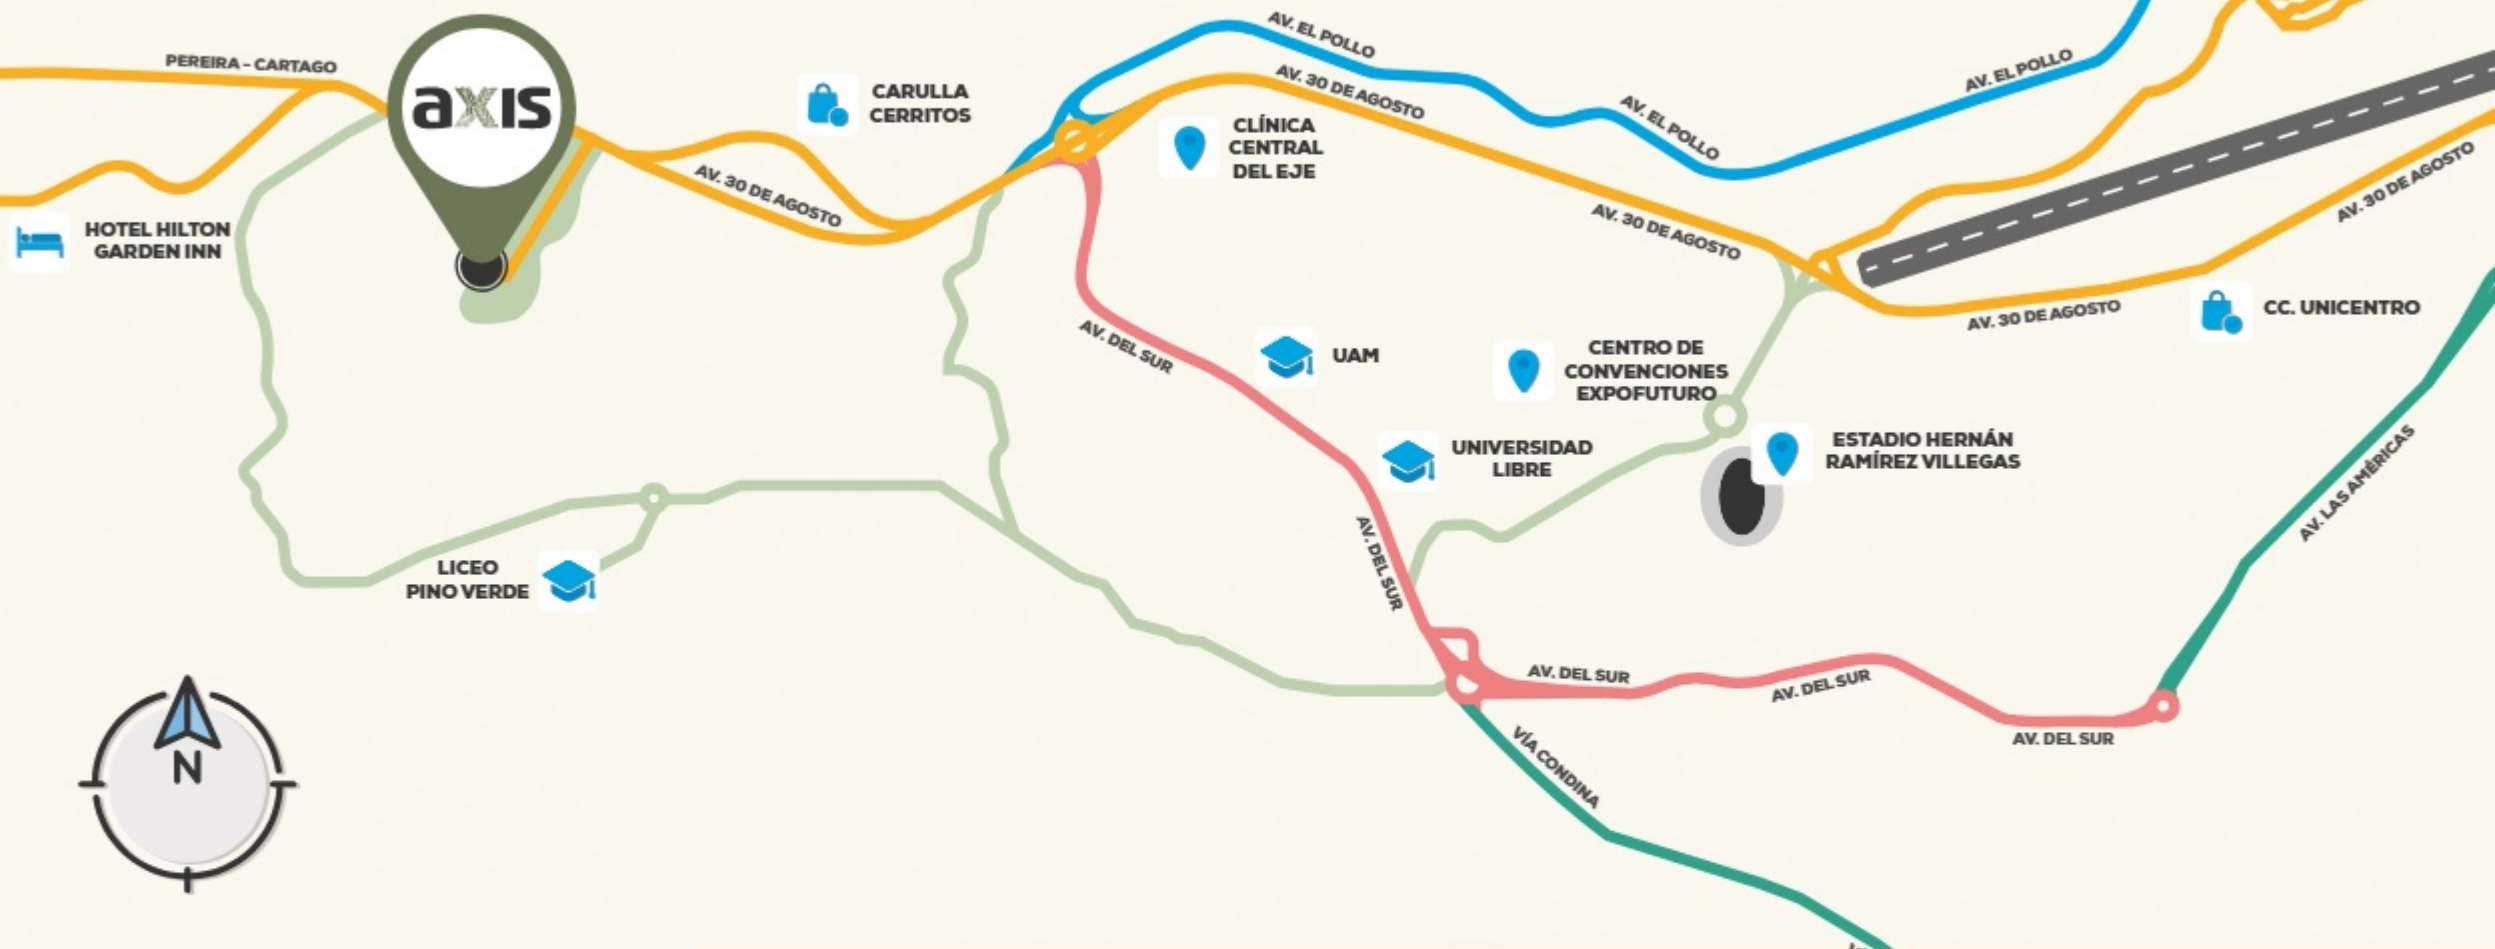 AV. EL POLLO
PEREIRA - CARTAGO
axis
AV. EL POLLO
CARULLA
CERRITOS
AV. 30 DE AGOSTO
AV. EL POLLO
CLÍNICA
CENTRAL
DEL EJE
AV. 30 DE AGOSTO
AV. 30 DE AGOSTO
AV. 30 DE AGOSTO
HOTEL HILTON
GARDEN INN
AV. 30 DE AGOSTO
CC. UNICENTRO
AV. DEL SUR
UAM
CENTRO DE
CONVENCIONES
EXPOFUTURO
UNIVERSIDAD
LIBRE
ESTADIO HERNÁN
RAMÍREZ VILLEGAS
AV. LAS AMÉRICAS
AV. DEL SUR
LICEO
PINO VERDE
AV. DEL SUR
AV. DEL SUR
AV. DEL SUR
VÍA CONDINA
N